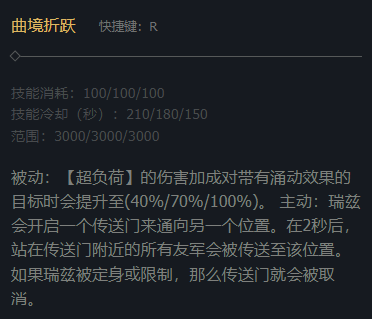 曲境折跃 快捷键：R
技能消耗：100/100/100
技能冷却（秒）：210/180/150
范围：3000/3000/3000
被动：【超负荷】的伤害加成对带有涌动效果的
目标时会提升至(40%/70%/100%)。 主动：瑞兹
会开启一个传送门来通向另一个位置。在2秒后，
站在传送门附近的所有友军会被传送至该位置。
如果瑞兹被定身或限制，那么传送门就会被取
消。